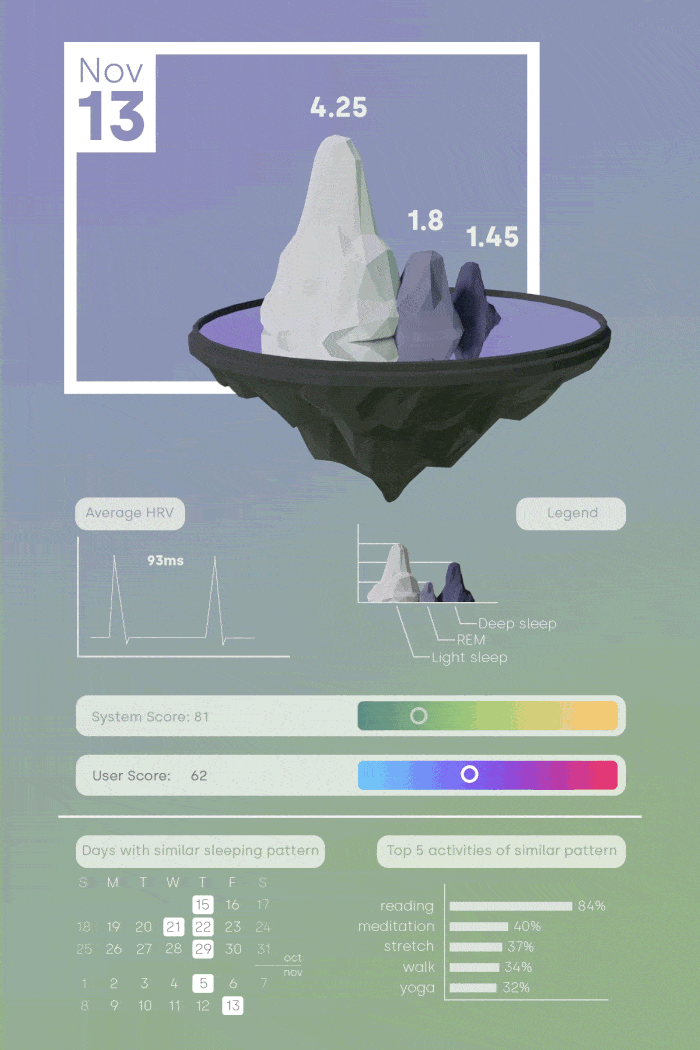 Nov
13
4.25
1.8
1.45
Average HRV
93ms
Legend
Deep sleep
REM
Light sleep
System Score: 81
User Score: 62
Days with similar sleeping pattern
S M T W T F S
15 16 17
18 19 20 21 22 23 24
25 26 27 28 29 30 31
oct
nov
1 2 3 4 5 6 7
8 9 10 11 12 13
Top 5 activities of similar pattern
reading 84%
meditation 40%
stretch 37%
walk 34%
yoga 32%